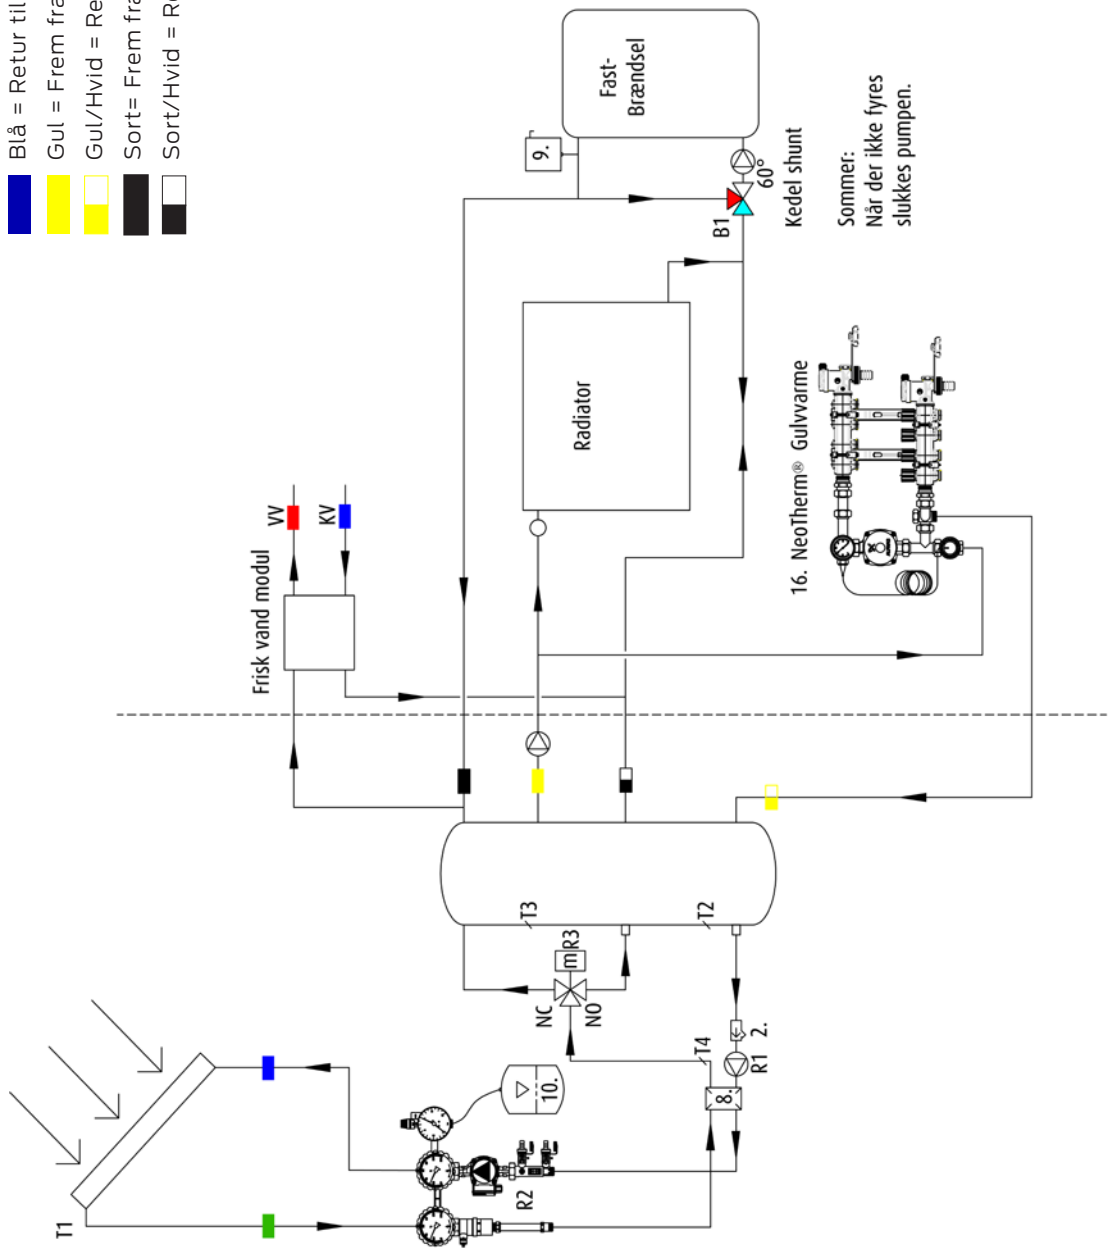 Blå = Retur til
Gul = Frem fra
Gul/Hvid = Re
Sort= Frem fra
Sort/Hvid = Re
Fast-
Brændsel
9.
60°
B1
Kedel shunt
Sommer:
Når der ikke fyres
slukkes pumpen.
Radiator
16. NeoTherm® Gulvvarme
VV
KV
Frisk vand modul
T3
T2
m
R3
NC
NO
T4
2.
R1
8.
10.
R2
T1